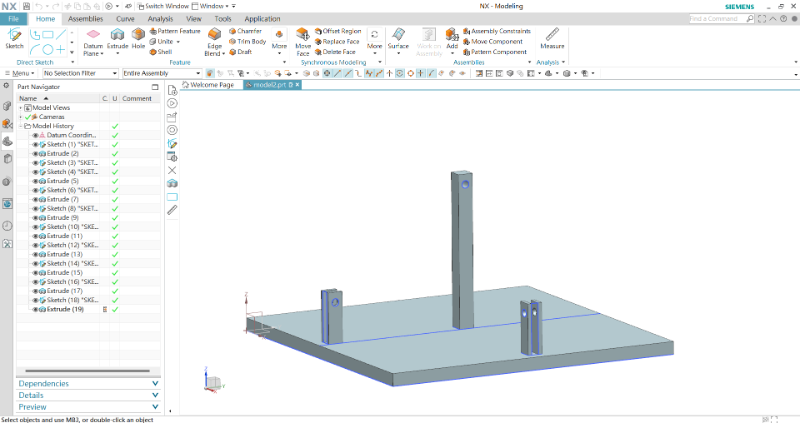 NX
Switch Window
Window
NX - Modeling
SIEMENS
File
Home
Assemblies
Curve
Analysis
View
Tools
Application
Find a Command
Sketch
Direct Sketch
Datum Plane
Extrude
Hole
Pattern Feature
Unite
Shell
Edge Blend
Chamfer
Trim Body
Draft
More
Feature
Move Face
Offset Region
Replace Face
Delete Face
More
Synchronous Modeling
Surface
Work on Assembly
Add
Assembly Constraints
Move Component
Pattern Component
Assemblies
Measure
Analysis
Menu
No Selection Filter
Entire Assembly
Part Navigator
Welcome Page
model2.prt
Name C. U Comment
Model Views
Cameras
Model History
Datum Coordin...
Sketch (1) "SKET...
Extrude (2)
Sketch (3) "SKET...
Sketch (4) "SKET...
Extrude (5)
Sketch (6) "SKET...
Extrude (7)
Sketch (8) "SKET...
Extrude (9)
Sketch (10) "SKE...
Extrude (11)
Sketch (12) "SKE...
Extrude (13)
Sketch (14) "SKE...
Extrude (15)
Sketch (16) "SKE...
Extrude (17)
Sketch (18) "SKE...
Extrude (19)
Dependencies
Details
Preview
Select objects and use MB3, or double-click an object